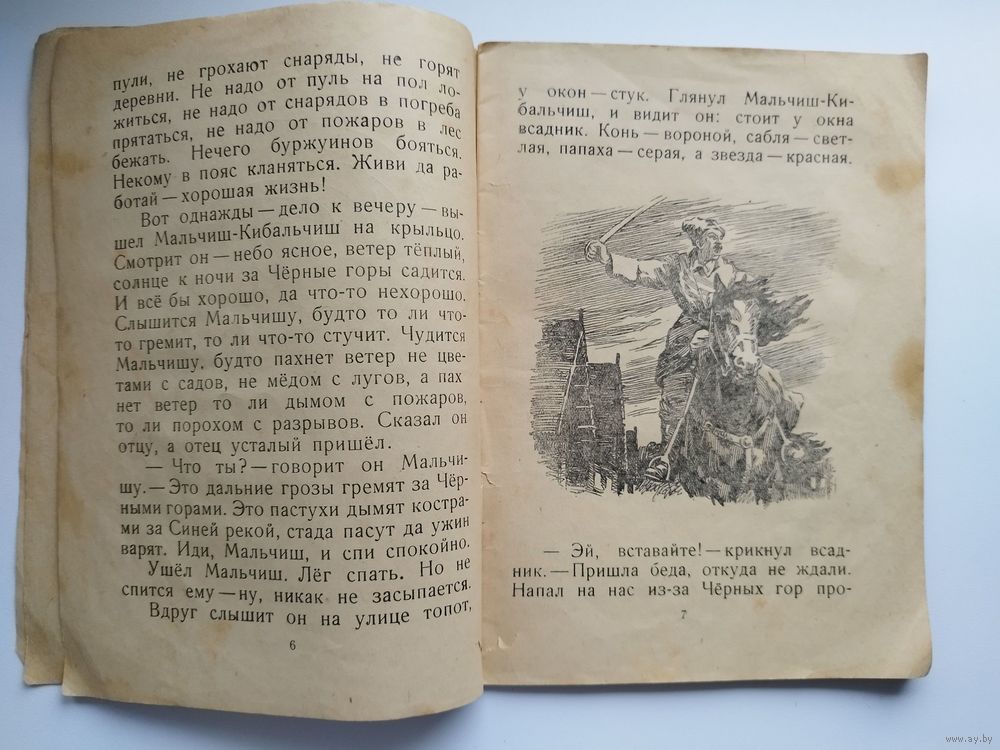 пули, не грохают снаряды, не горят
деревни. Не надо от пуль на пол ло-
житься, не надо от снарядов в погреба
прятаться, не надо от пожаров в лес
бежать. Нечего буржуинов бояться.
Некому в пояс кланяться. Живи да ра-
ботай — хорошая жизнь!
Вот однажды — дело к вечеру — вы-
шел Мальчиш-Кибальчиш на крыльцо.
Смотрит он — небо ясное, ветер тёплый,
солнце к ночи за Чёрные горы садится.
И всё бы хорошо, да что-то нехорошо.
Слышится Мальчишу, будто то ли что-
то гремит, то ли что-то стучит. Чудится
Мальчишу, будто пахнет ветер не цве-
тами с садов, не мёдом с лугов, а пах
нет ветер то ли дымом с пожаров,
то ли порохом с разрывов. Сказал он
отцу, а отец усталый пришёл.
— Что ты? — говорит он Мальчи-
шу. — Это дальние грозы гремят за Чёр-
ными горами. Это пастухи дымят костра-
ми за Синей рекой, стада пасут да ужин
варят. Иди, Мальчиш, и спи спокойно.
Ушёл Мальчиш. Лёг спать. Но не
спится ему — ну, никак не засыпается.
Вдруг слышит он на улице топот,
6
у окон — стук. Глянул Мальчиш-Ки-
бальчиш, и видит он: стоит у окна
всадник. Конь — вороной, сабля — свет-
лая, папаха — серая, а звезда — красная.
— Эй, вставайте! — крикнул всад-
ник. — Пришла беда, откуда не ждали.
Напал на нас из-за Чёрных гор про-
7
www.ay.by